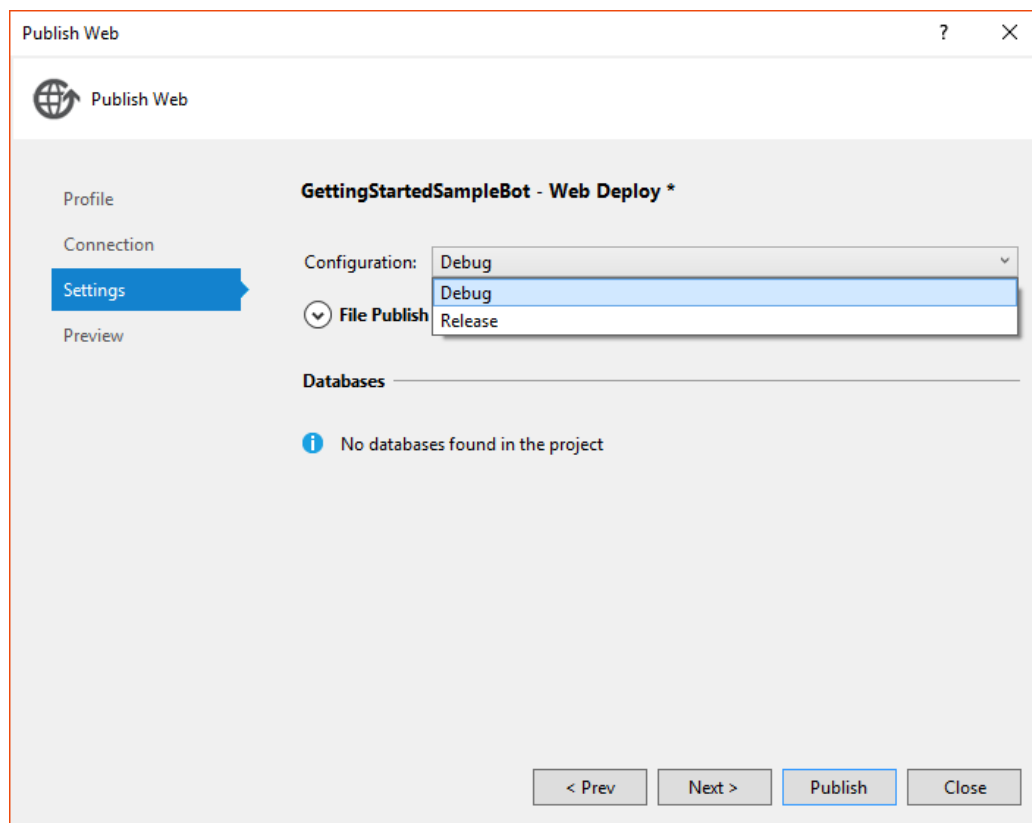 Publish Web
?
Publish Web
Profile
Connection
Settings
Preview
GettingStartedSampleBot - Web Deploy *
Configuration: Debug
Debug
File Publish
Release
Databases
No databases found in the project
< Prev Next > Publish Close